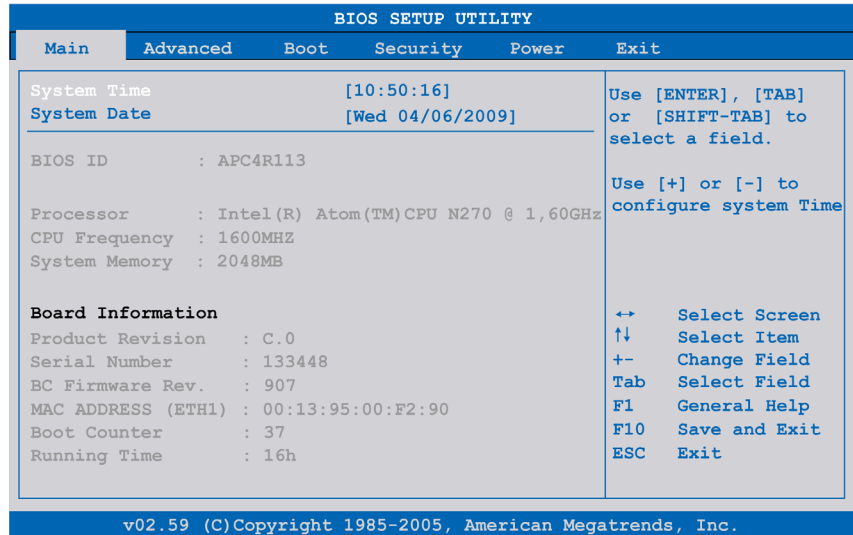 BIOS SETUP UTILITY
Main Advanced Boot Security Power Exit
System Time [10:50:16]
System Date [Wed 04/06/2009]
BIOS ID : APC4R113
Processor : Intel(R) Atom(TM)CPU N270 @ 1,60GHz
CPU Frequency : 1600MHZ
System Memory : 2048MB
Board Information
Product Revision : C.0
Serial Number : 133448
BC Firmware Rev. : 907
MAC ADDRESS (ETH1) : 00:13:95:00:F2:90
Boot Counter : 37
Running Time : 16h
Use [ENTER], [TAB]
or [SHIFT-TAB] to
select a field.
Use [+] or [-] to
configure system Time
↔ Select Screen
↑↓ Select Item
+- Change Field
Tab Select Field
F1 General Help
F10 Save and Exit
ESC Exit
v02.59 (C)Copyright 1985-2005, American Megatrends, Inc.